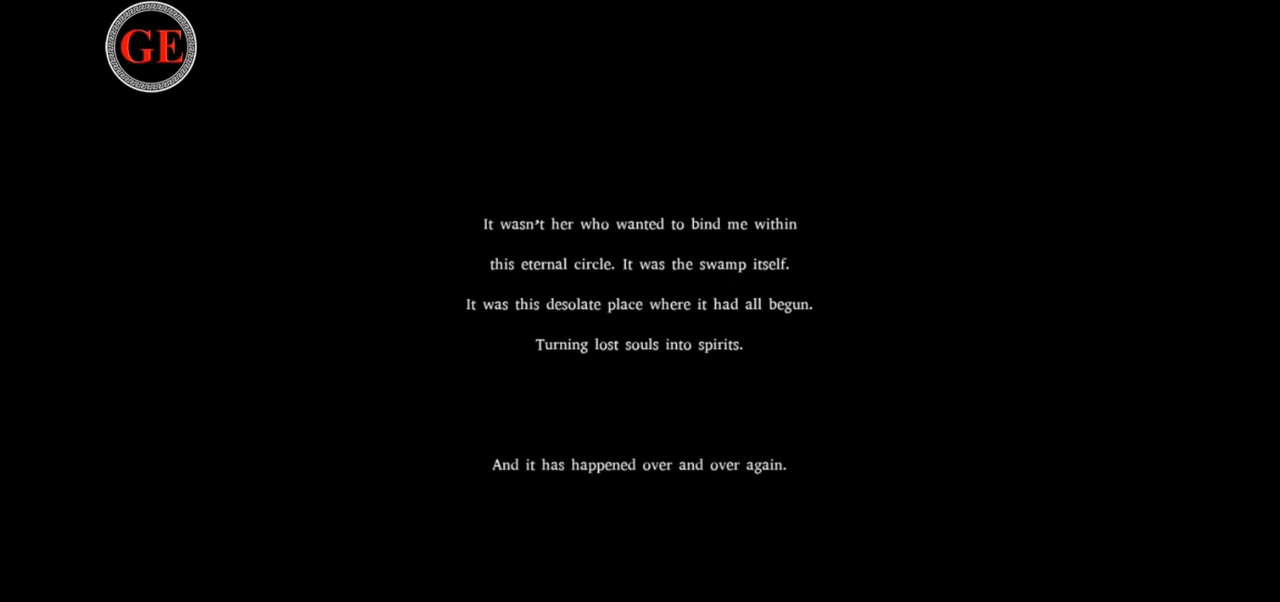 GE
It wasn't her who wanted to bind me within
this eternal circle. It was the swamp itself.
It was this desolate place where it had all begun.
Turning lost souls into spirits.
And it has happened over and over again.